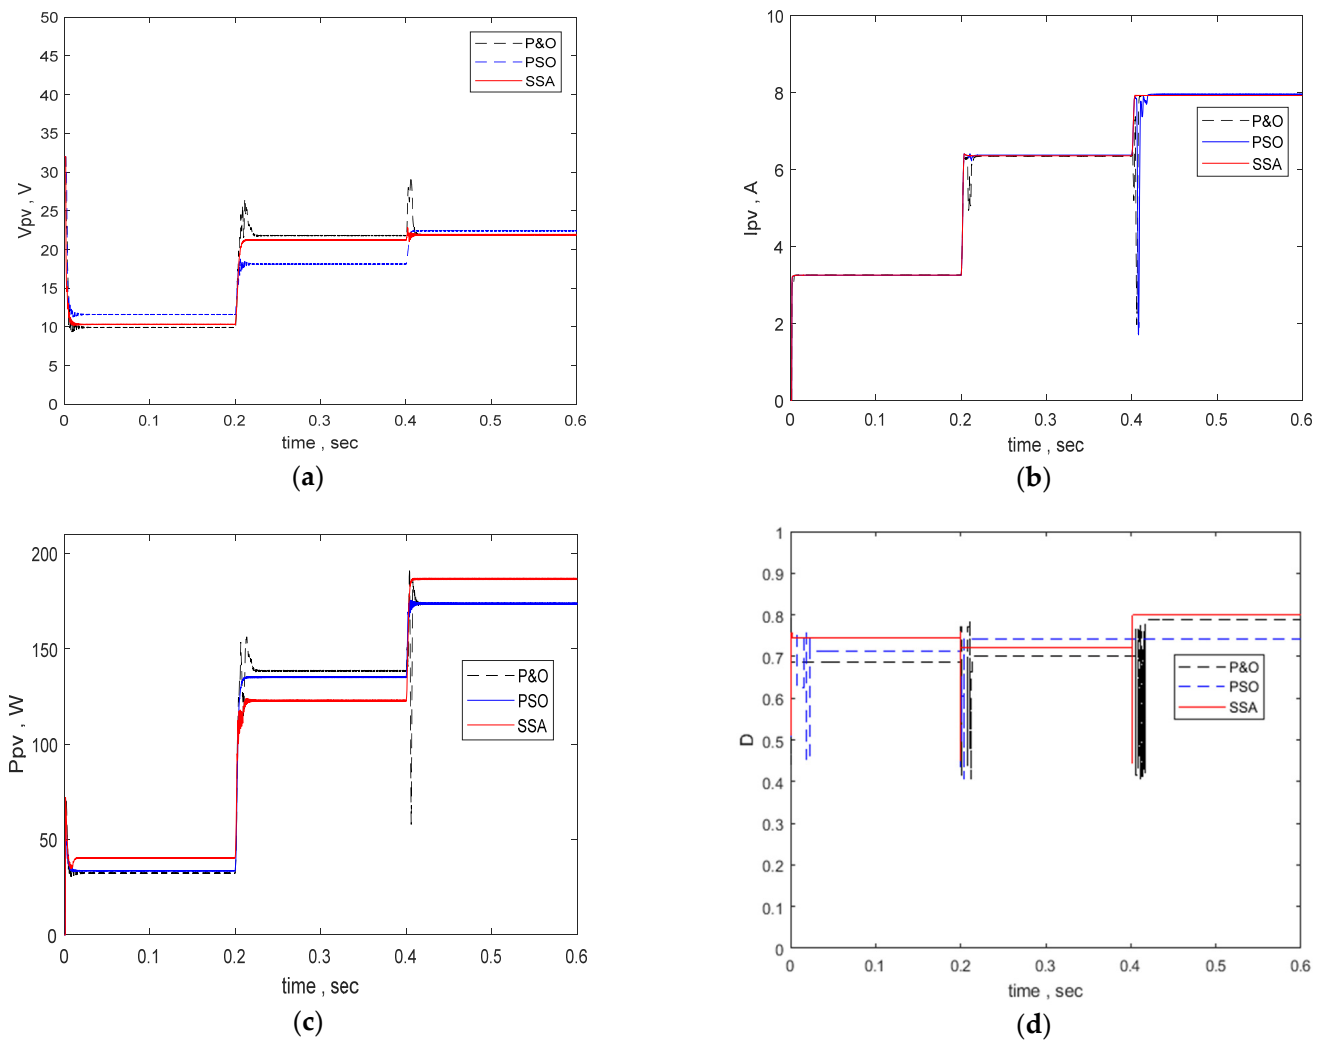 50
45
40
35
30
25
20
15
10
5
0
Vpv , V
0 0.1 0.2 0.3 0.4 0.5 0.6
time , sec
P&O
PSO
SSA
(a)
10
8
6
4
2
0
Ipv , A
0 0.1 0.2 0.3 0.4 0.5 0.6
time , sec
P&O
PSO
SSA
(b)
200
150
100
50
0
Ppv , W
0 0.1 0.2 0.3 0.4 0.5 0.6
time , sec
P&O
PSO
SSA
(c)
1
0.9
0.8
0.7
0.6
0.5
0.4
0.3
0.2
0.1
0
D
0 0.1 0.2 0.3 0.4 0.5 0.6
time , sec
P&O
PSO
SSA
(d)